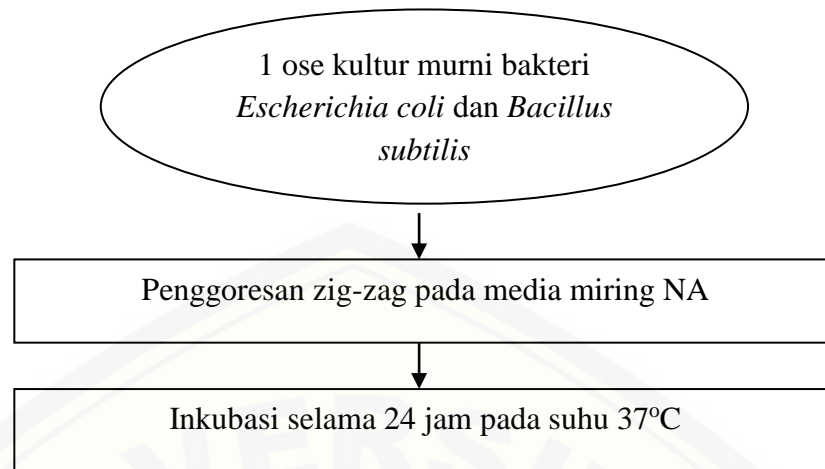 1 ose kultur murni bakteri
Escherichia coli dan Bacillus
subtilis
Penggoresan zig-zag pada media miring NA
Inkubasi selama 24 jam pada suhu 37ºC
VERSI